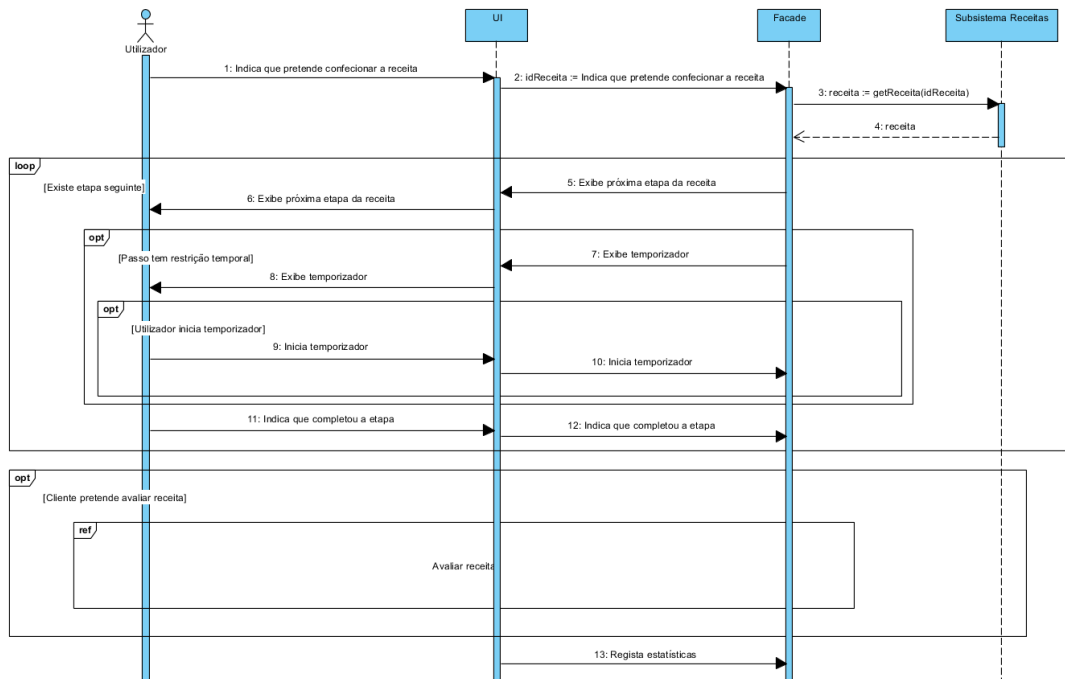 UI
Facade
Subsistema Receitas
Utilizador
1: Indica que pretende confecionar a receita
2: idReceita := Indica que pretende confecionar a receita
3: receita := getReceita(idReceita)
4: receita
loop
[Existe etapa seguinte]
5: Exibe próxima etapa da receita
6: Exibe próxima etapa da receita
opt
[Passo tem restrição temporal]
7: Exibe temporizador
8: Exibe temporizador
opt
[Utilizador inicia temporizador]
9: Inicia temporizador
10: Inicia temporizador
11: Indica que completou a etapa
12: Indica que completou a etapa
opt
[Cliente pretende avaliar receita]
ref
Avaliar receita
13: Regista estatísticas